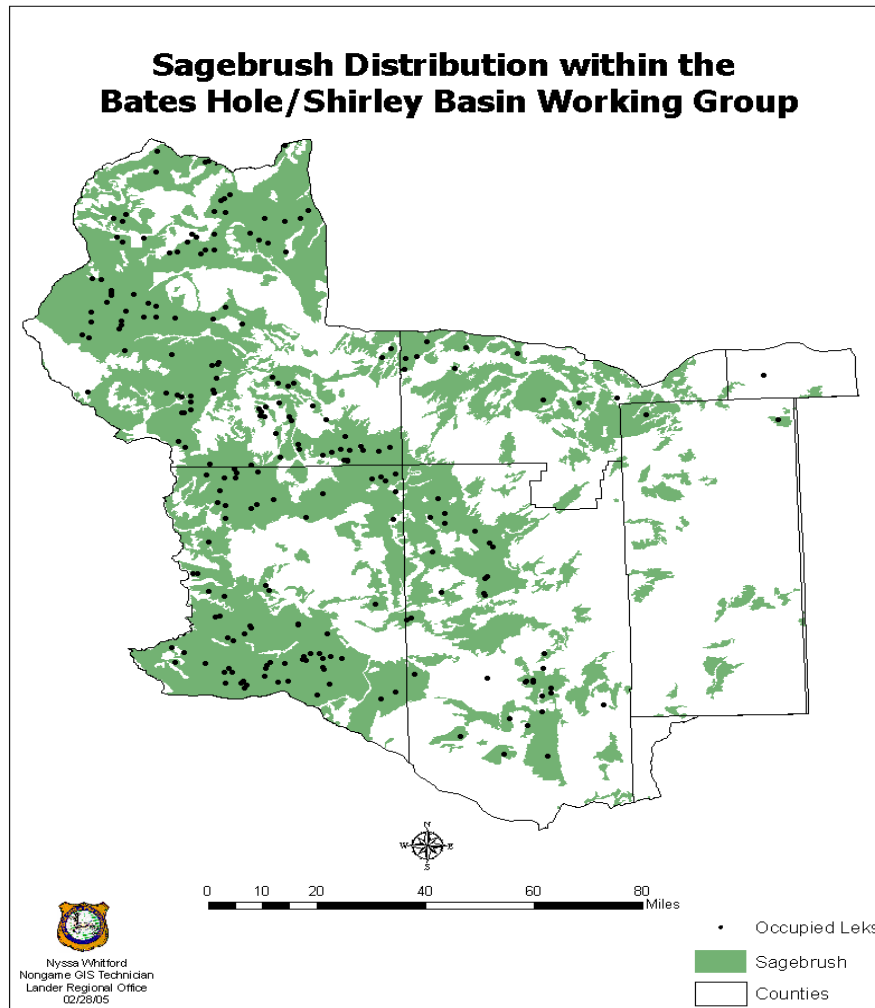 Sagebrush Distribution within the
Bates Hole/Shirley Basin Working Group
N
W E
S
0 10 20 40 60 80
Miles
Occupied Leks
Sagebrush
Counties
Nyssa Whitford
Nongame GIS Technician
Lander Regional Office
02/28/05